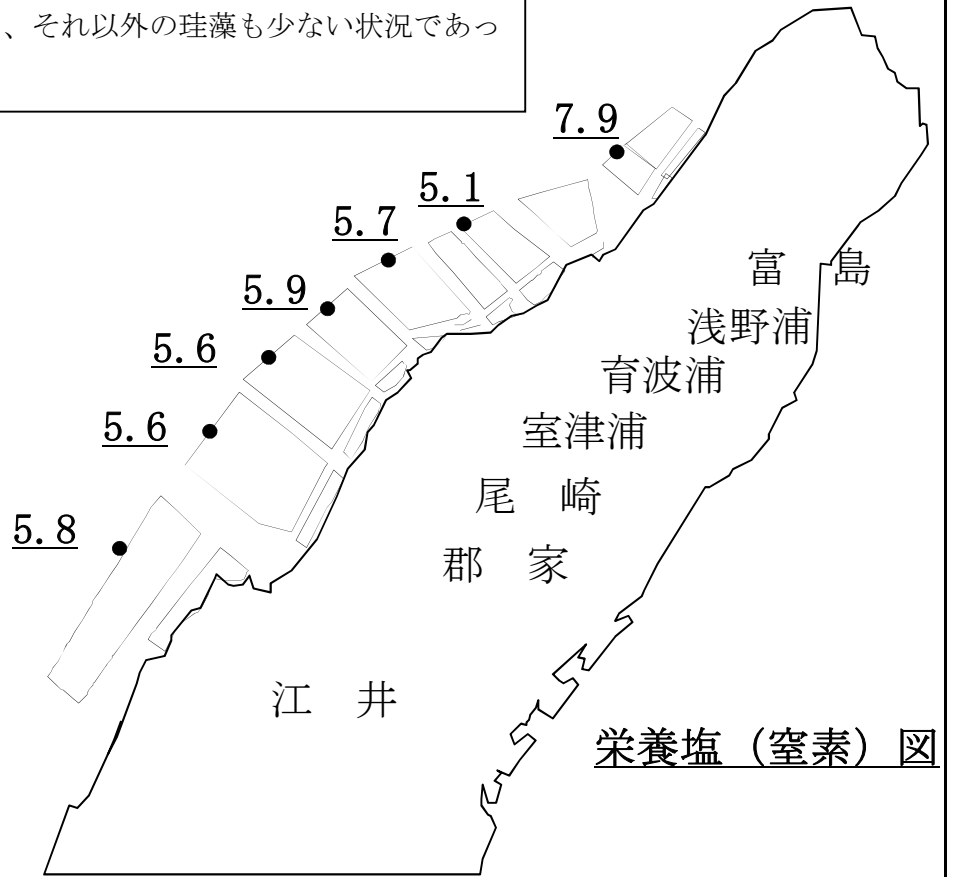 、それ以外の珪藻も少ない状況であっ
7.9
5.1
5.7
5.9
5.6
5.6
5.8
富　島
浅野浦
育波浦
室津浦
尾　崎
郡　家
江　井
栄養塩（窒素）図